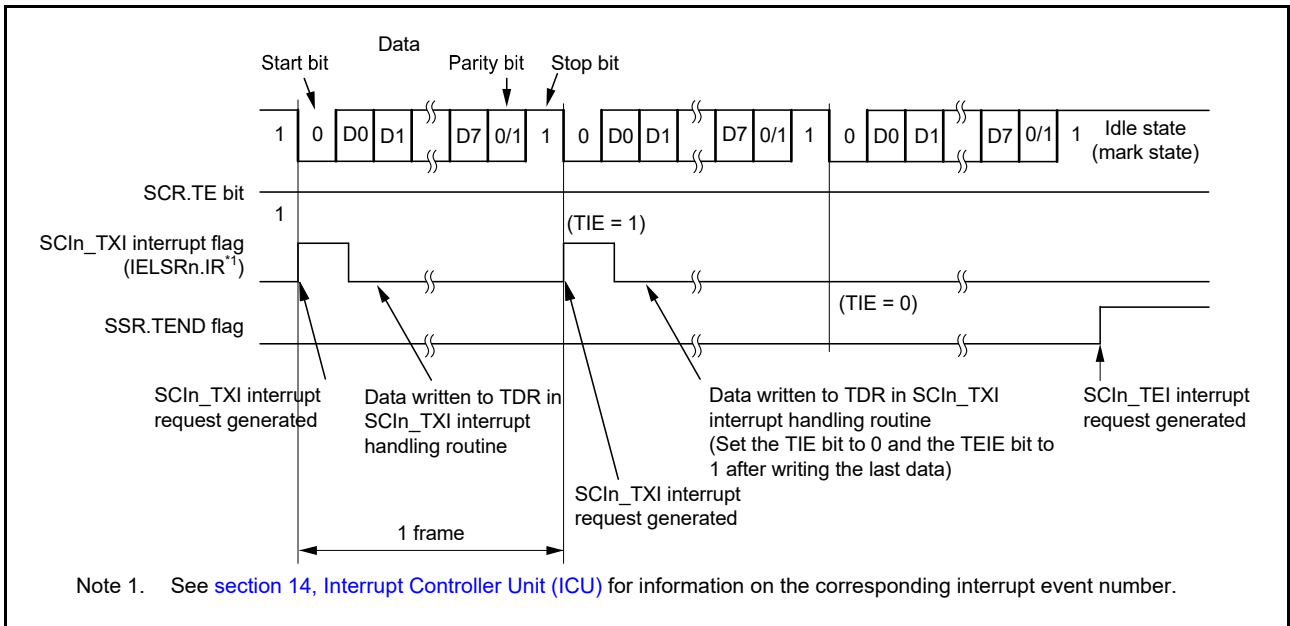 Data
Start bit
Parity bit
Stop bit
1 0 D0 D1 D7 0/1 1 0 D0 D1 D7 0/1 1 0 D0 D1 D7 0/1 1
Idle state
(mark state)
SCR.TE bit
1
(TIE = 1)
SCIn_TXI interrupt flag
(IELSRn.IR*1)
(TIE = 0)
SSR.TEND flag
SCIn_TXI interrupt
request generated
Data written to TDR in
SCIn_TXI interrupt
handling routine
Data written to TDR in SCIn_TXI
interrupt handling routine
(Set the TIE bit to 0 and the TEIE bit to
1 after writing the last data)
SCIn_TEI interrupt
request generated
SCIn_TXI interrupt
request generated
1 frame
Note 1. See section 14, Interrupt Controller Unit (ICU) for information on the corresponding interrupt event number.